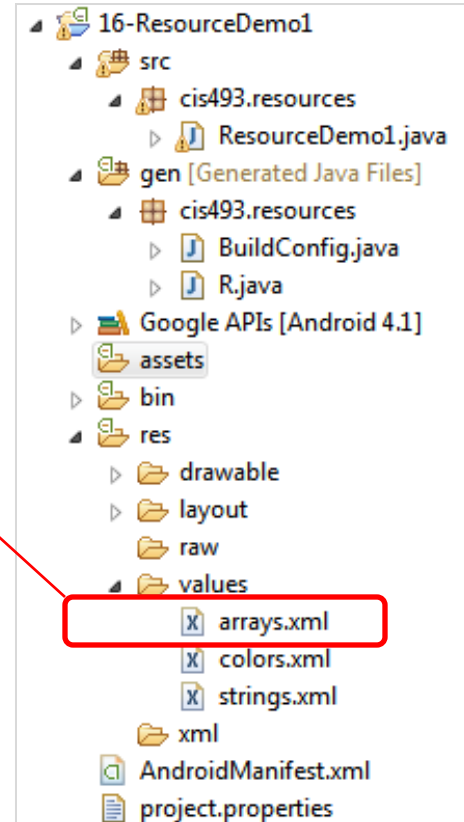 16-ResourceDemo1
src
cis493.resources
ResourceDemo1.java
gen [Generated Java Files]
cis493.resources
BuildConfig.java
R.java
Google APIs [Android 4.1]
assets
bin
res
drawable
layout
raw
values
arrays.xml
colors.xml
strings.xml
xml
AndroidManifest.xml
project.properties